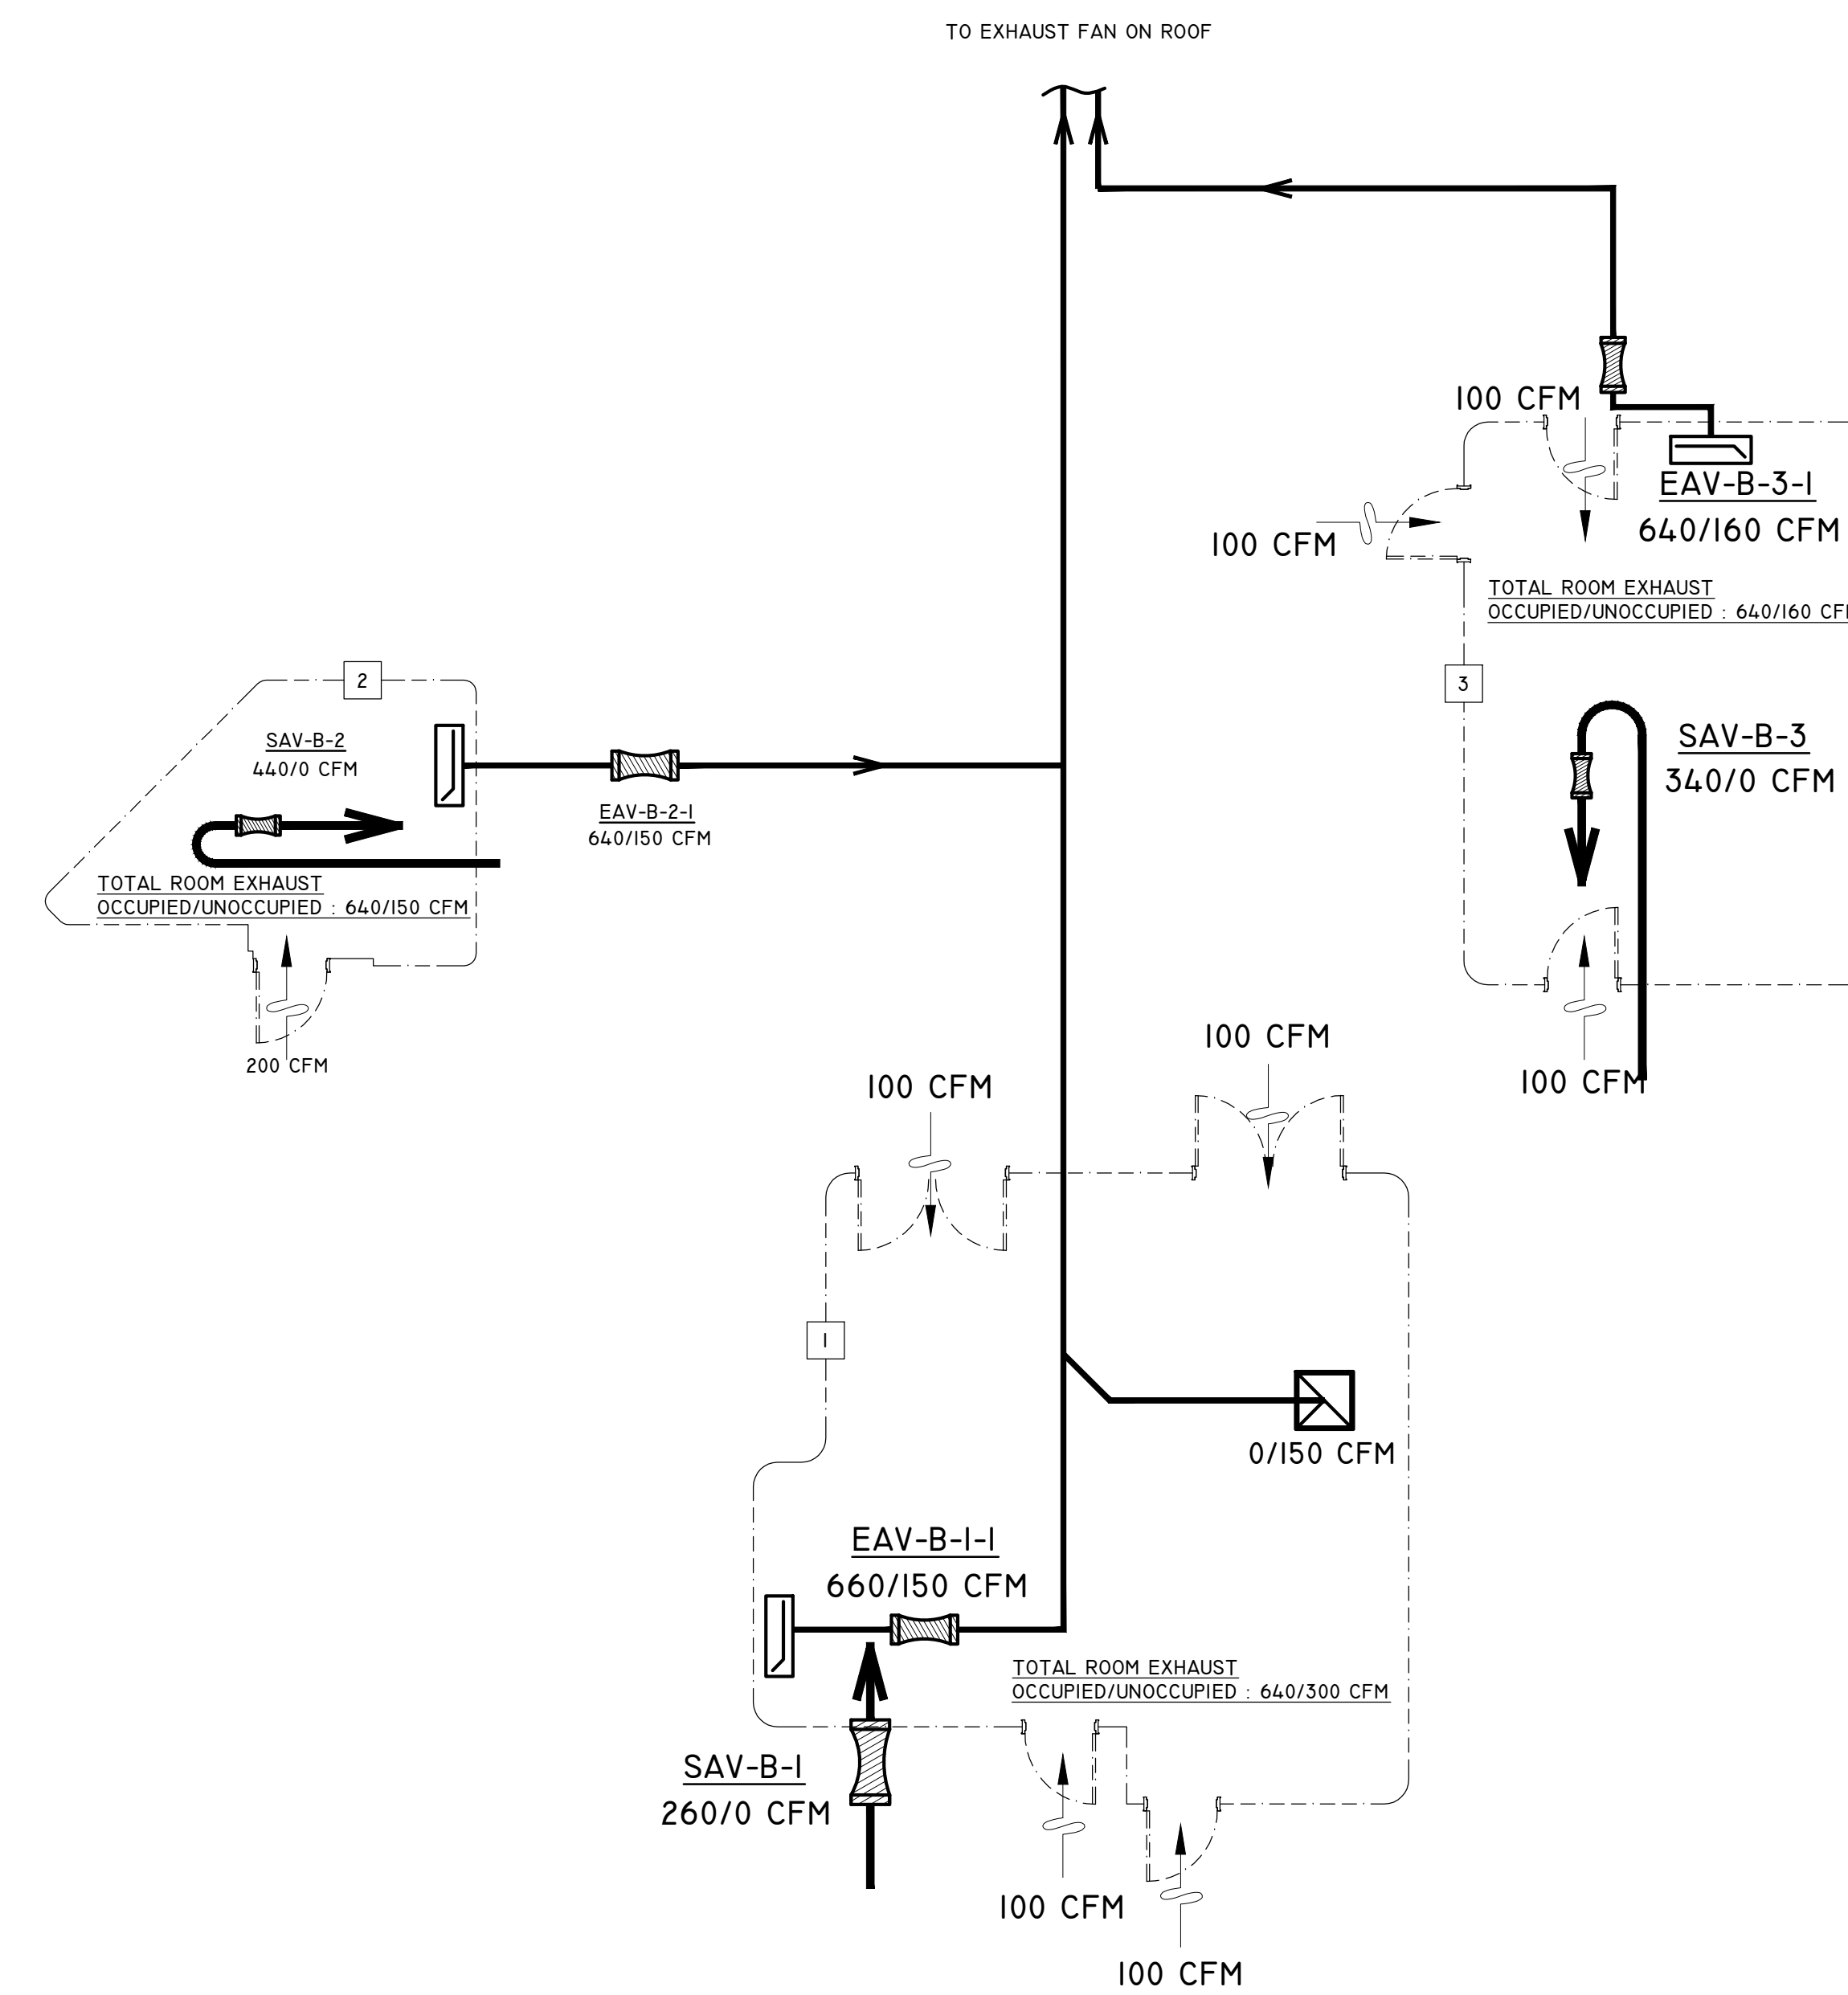 TO EXHAUST FAN ON ROOF
100 CFM
EAV-B-3-1
640/160 CFM
100 CFM
TOTAL ROOM EXHAUST
OCCUPIED/UNOCCUPIED : 640/160
2
3
SAV-B-2
440/0 CFM
SAV-B-3
340/0 CFM
EAV-B-2-1
640/150 CFM
TOTAL ROOM EXHAUST
OCCUPIED/UNOCCUPIED : 640/150 CFM
200 CFM
100 CFM
100 CFM
100 CFM
1
0/150 CFM
EAV-B-1-1
660/150 CFM
TOTAL ROOM EXHAUST
OCCUPIED/UNOCCUPIED : 640/300 CFM
SAV-B-1
260/0 CFM
100 CFM
100 CFM